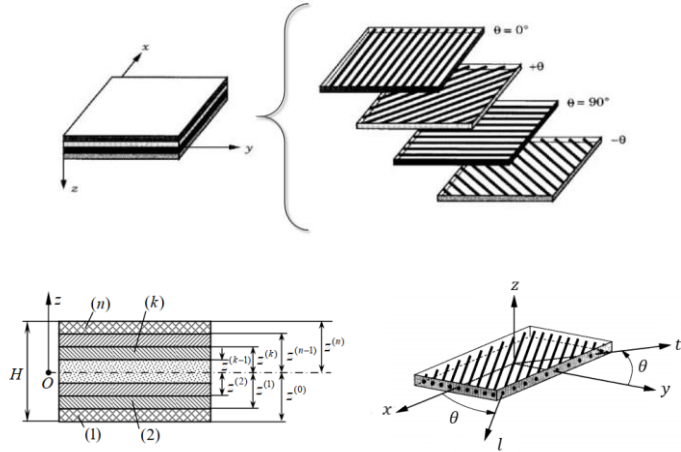 x
y
z
θ = 0°
+θ
θ = 90°
−θ
z
(n)
(k)
H
O
z^(k−1)
z^(k)
z^(n−1)
z^(n)
z^(2)
z^(1)
z^(0)
(1)
(2)
z
t
θ
y
x
θ
l